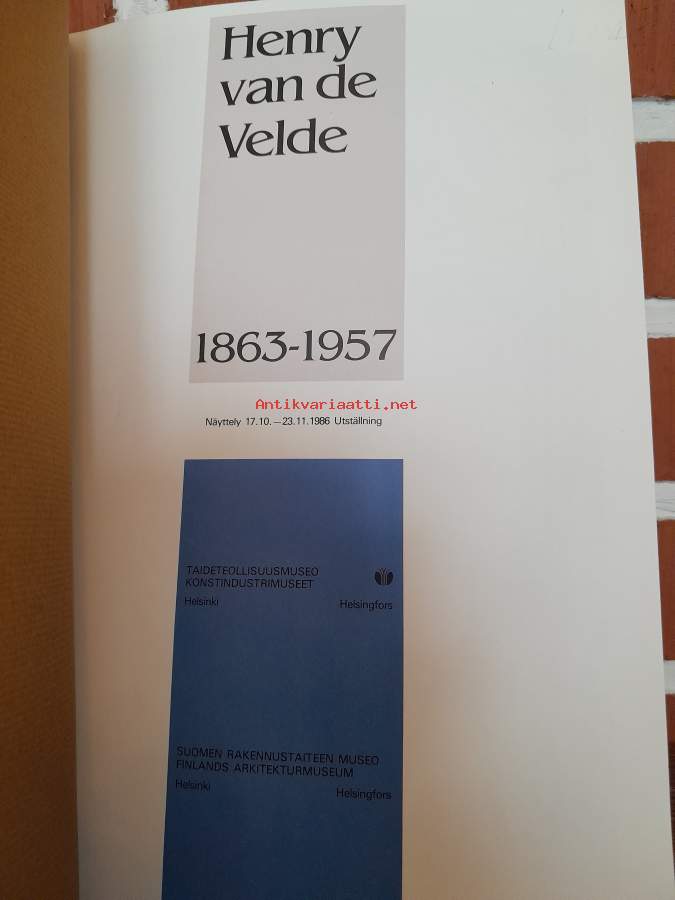 Henry
van de
Velde
1863-1957
Antikvariaatti.net
Näyttely 17.10.–23.11.1986 Utställning
TAIDETEOLLISUUSMUSEO
KONSTINDUSTRIMUSEET
Helsinki Helsingfors
SUOMEN RAKENNUSTAITEEN MUSEO
FINLANDS ARKITEKTURMUSEUM
Helsinki Helsingfors